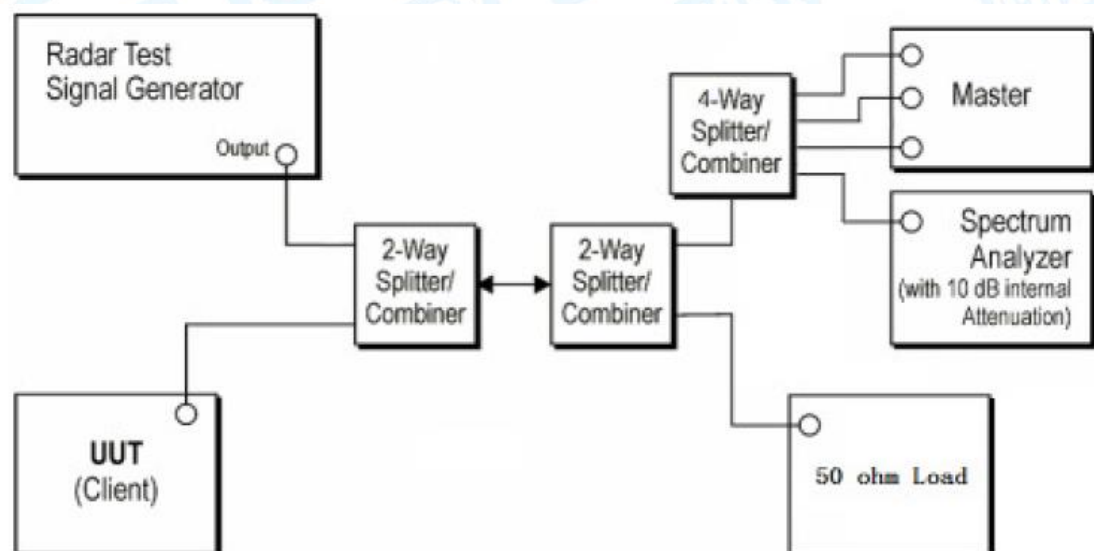 Radar Test
Signal Generator
Output
4-Way
Splitter/
Combiner
Master
2-Way
Splitter/
Combiner
2-Way
Splitter/
Combiner
Spectrum
Analyzer
(with 10 dB internal
Attenuation)
UUT
(Client)
50 ohm Load